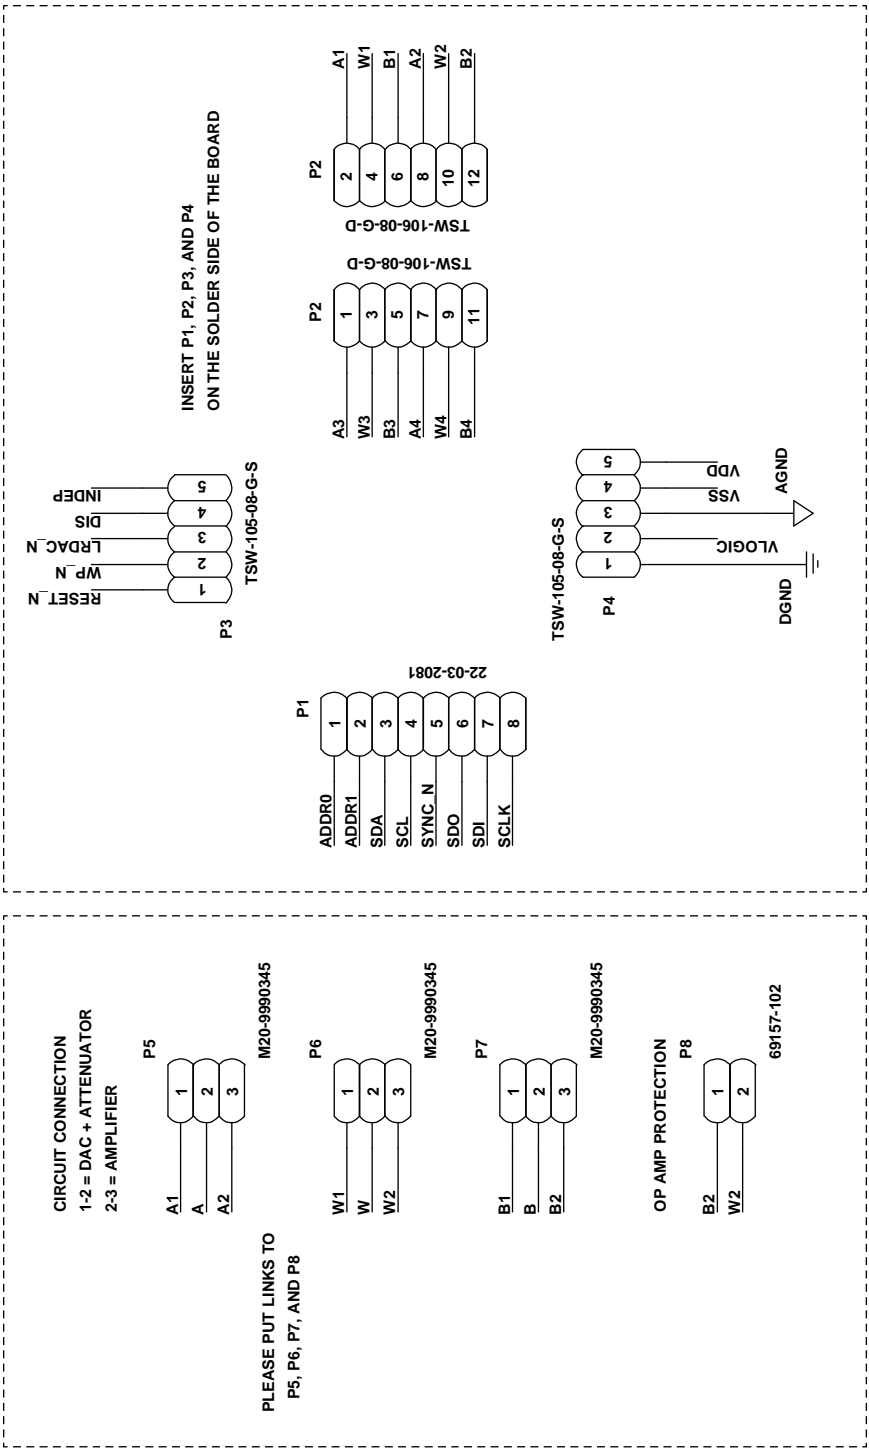 CIRCUIT CONNECTION
1-2 = DAC + ATTENUATOR
2-3 = AMPLIFIER
P5
A1 1
A 2
A2 3
M20-9990345
PLEASE PUT LINKS TO
P5, P6, P7, AND P8
P6
W1 1
W 2
W2 3
M20-9990345
P7
B1 1
B 2
B2 3
M20-9990345
OP AMP PROTECTION
P8
B2 1
W2 2
69157-102
INSERT P1, P2, P3, AND P4
ON THE SOLDER SIDE OF THE BOARD
P3
RESET_N 1
WP_N 2
LRDAC_N 3
DIS 4
INDEP 5
TSW-105-08-G-S
P1
ADDR0 1
ADDR1 2
SDA 3
SCL 4
SYNC_N 5
SDO 6
SDI 7
SCLK 8
22-03-2081
P2
A3 1
W3 3
B3 5
A4 7
W4 9
B4 11
TSW-106-08-G-D
P2
2 A1
4 W1
6 B1
8 A2
10 W2
12 B2
TSW-106-08-G-D
TSW-105-08-G-S
P4
1 DGND
2 VLOGIC
3 AGND
4 VSS
5 VDD